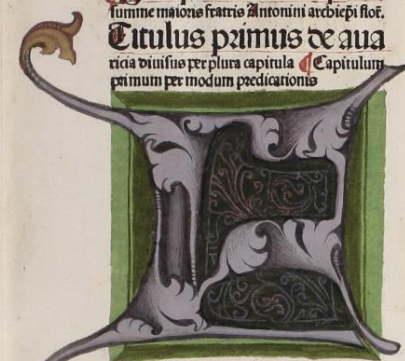 summe maioris fratris Antonini archiep̄i flor̄.
Titulus primus de aua
ricia diuisus per plura capitula ¶ Capitulum
primum per modum predicationis
E